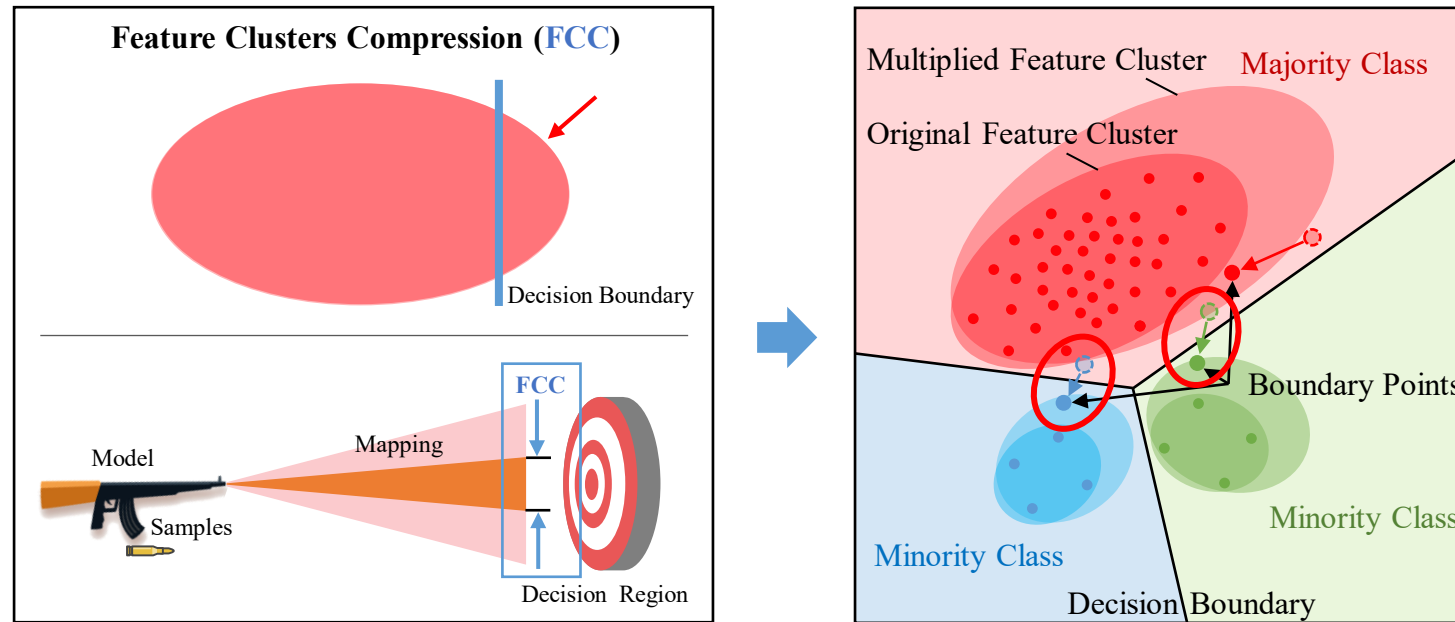 Feature Clusters Compression (FCC)
Decision Boundary
FCC
Mapping
Model
Samples
Decision Region
Multiplied Feature Cluster
Majority Class
Original Feature Cluster
Boundary Points
Minority Class
Minority Class
Decision Boundary